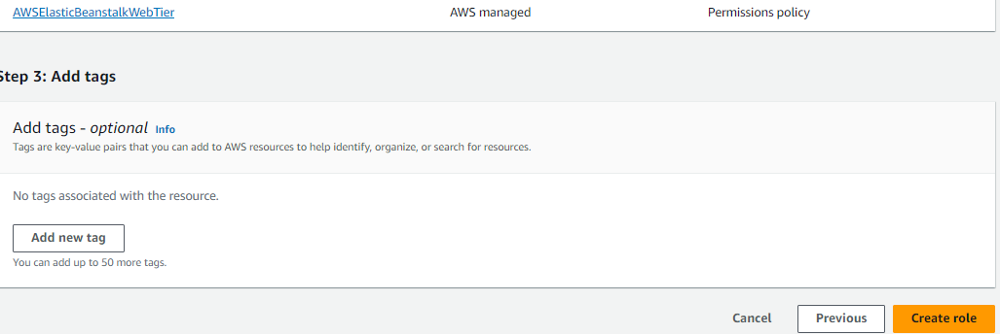 AWSElasticBeanstalkWebTier AWS managed Permissions policy
Step 3: Add tags
Add tags - optional Info
Tags are key-value pairs that you can add to AWS resources to help identify, organize, or search for resources.
No tags associated with the resource.
Add new tag
You can add up to 50 more tags.
Cancel Previous Create role